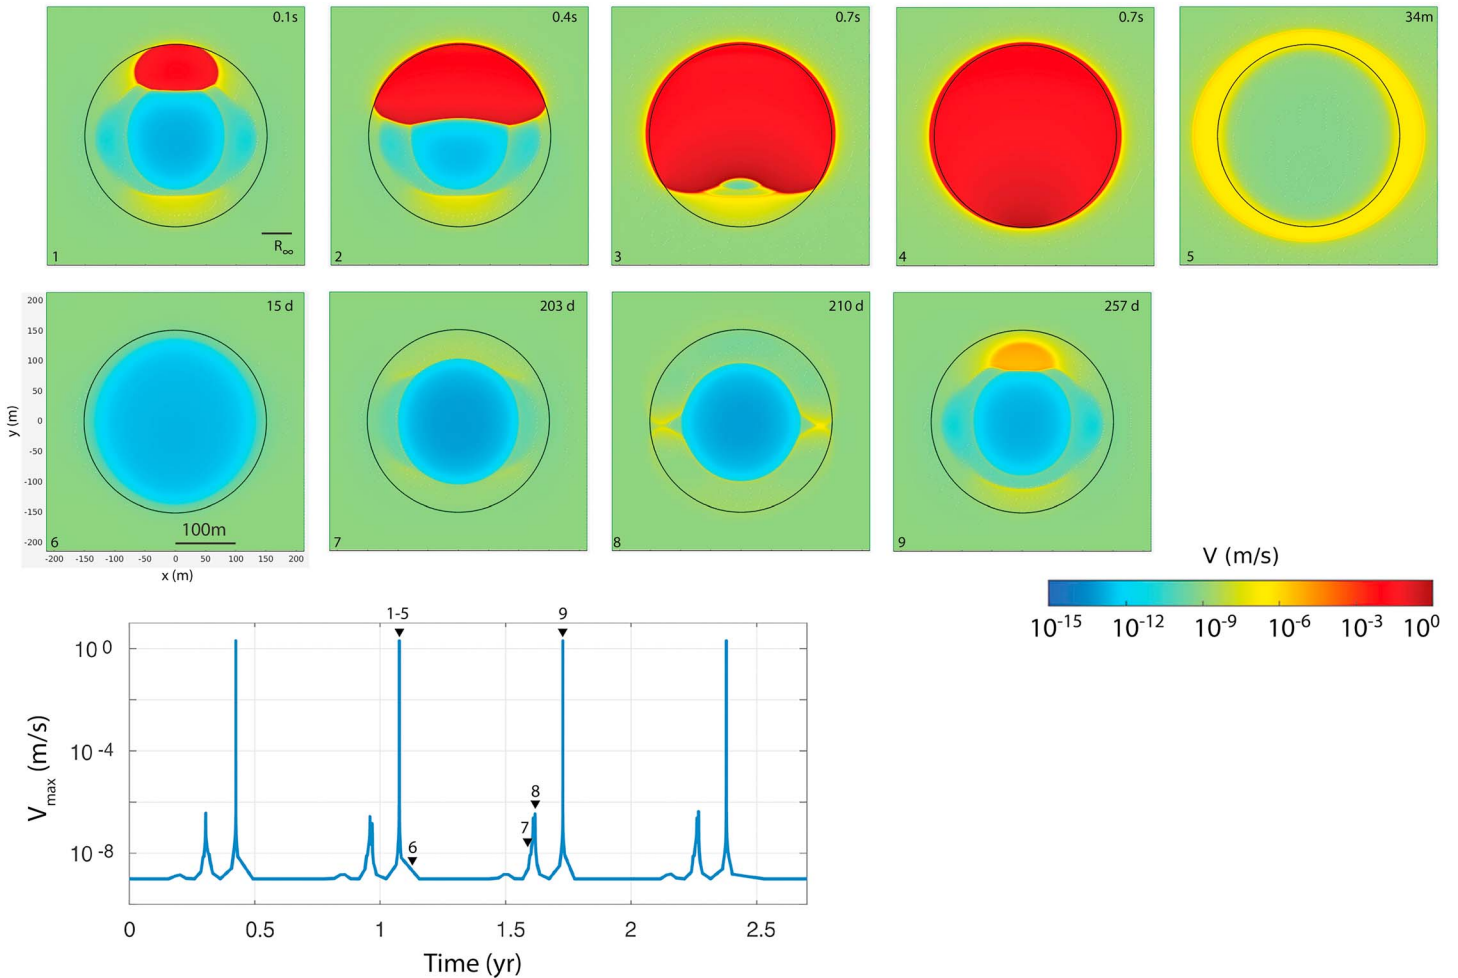 0.1s
0.4s
0.7s
0.7s
34m
R∞
1
2
3
4
5
15 d
203 d
210 d
257 d
200
150
100
50
0
-50
-100
-150
-200
y (m)
100m
6
7
8
9
-200 -150 -100 -50 0 50 100 150 200
x (m)
V (m/s)
10-15 10-12 10-9 10-6 10-3 100
1-5
9
8
7
6
10 0
10 -4
10 -8
Vmax (m/s)
0 0.5 1 1.5 2 2.5
Time (yr)